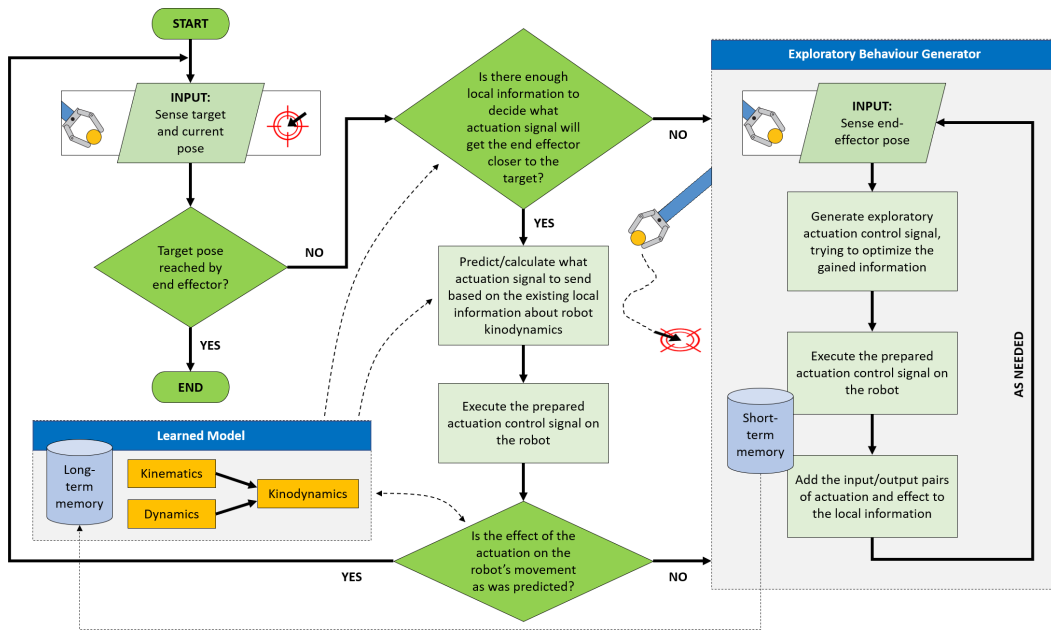 START
INPUT:
Sense target
and current
pose
Target pose
reached by
end effector?
NO
YES
END
Is there enough
local information to
decide what
actuation signal will
get the end effector
closer to the
target?
NO
YES
Predict/calculate what
actuation signal to send
based on the existing local
information about robot
kinodynamics
Execute the prepared
actuation control signal on
the robot
Is the effect of the
actuation on the
robot's movement
as was predicted?
YES
NO
Learned Model
Long-
term
memory
Kinematics
Dynamics
Kinodynamics
Exploratory Behaviour Generator
INPUT:
Sense end-
effector pose
Generate exploratory
actuation control signal,
trying to optimize the
gained information
Execute the prepared
actuation control signal on
the robot
Short-
term
memory
Add the input/output pairs
of actuation and effect to
the local information
AS NEEDED